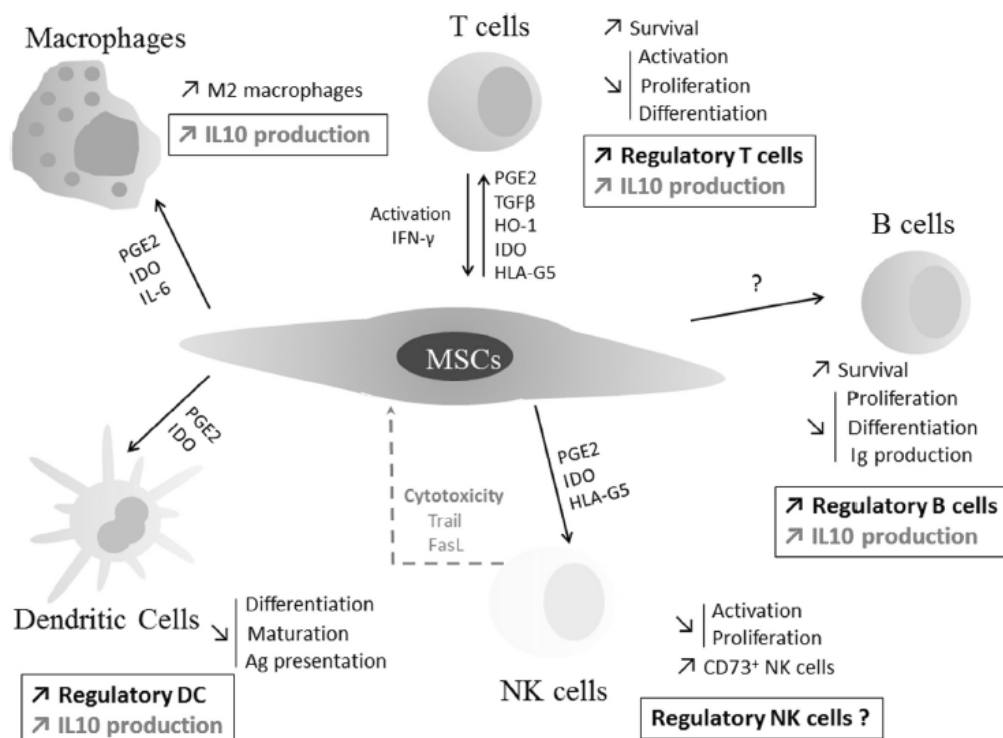 Macrophages
↗ M2 macrophages
↗ IL10 production
T cells
↗ Survival
Activation
↘ Proliferation
Differentiation
↗ Regulatory T cells
↗ IL10 production
Activation
IFN-γ
PGE2
TGFβ
HO-1
IDO
HLA-G5
PGE2
IDO
IL-6
B cells
?
↗ Survival
Proliferation
↘ Differentiation
Ig production
↗ Regulatory B cells
↗ IL10 production
MSCs
PGE2
IDO
Cytotoxicity
Trail
FasL
PGE2
IDO
HLA-G5
Dendritic Cells
Differentiation
↘ Maturation
Ag presentation
↗ Regulatory DC
↗ IL10 production
NK cells
Activation
↘ Proliferation
↗ CD73⁺ NK cells
Regulatory NK cells ?